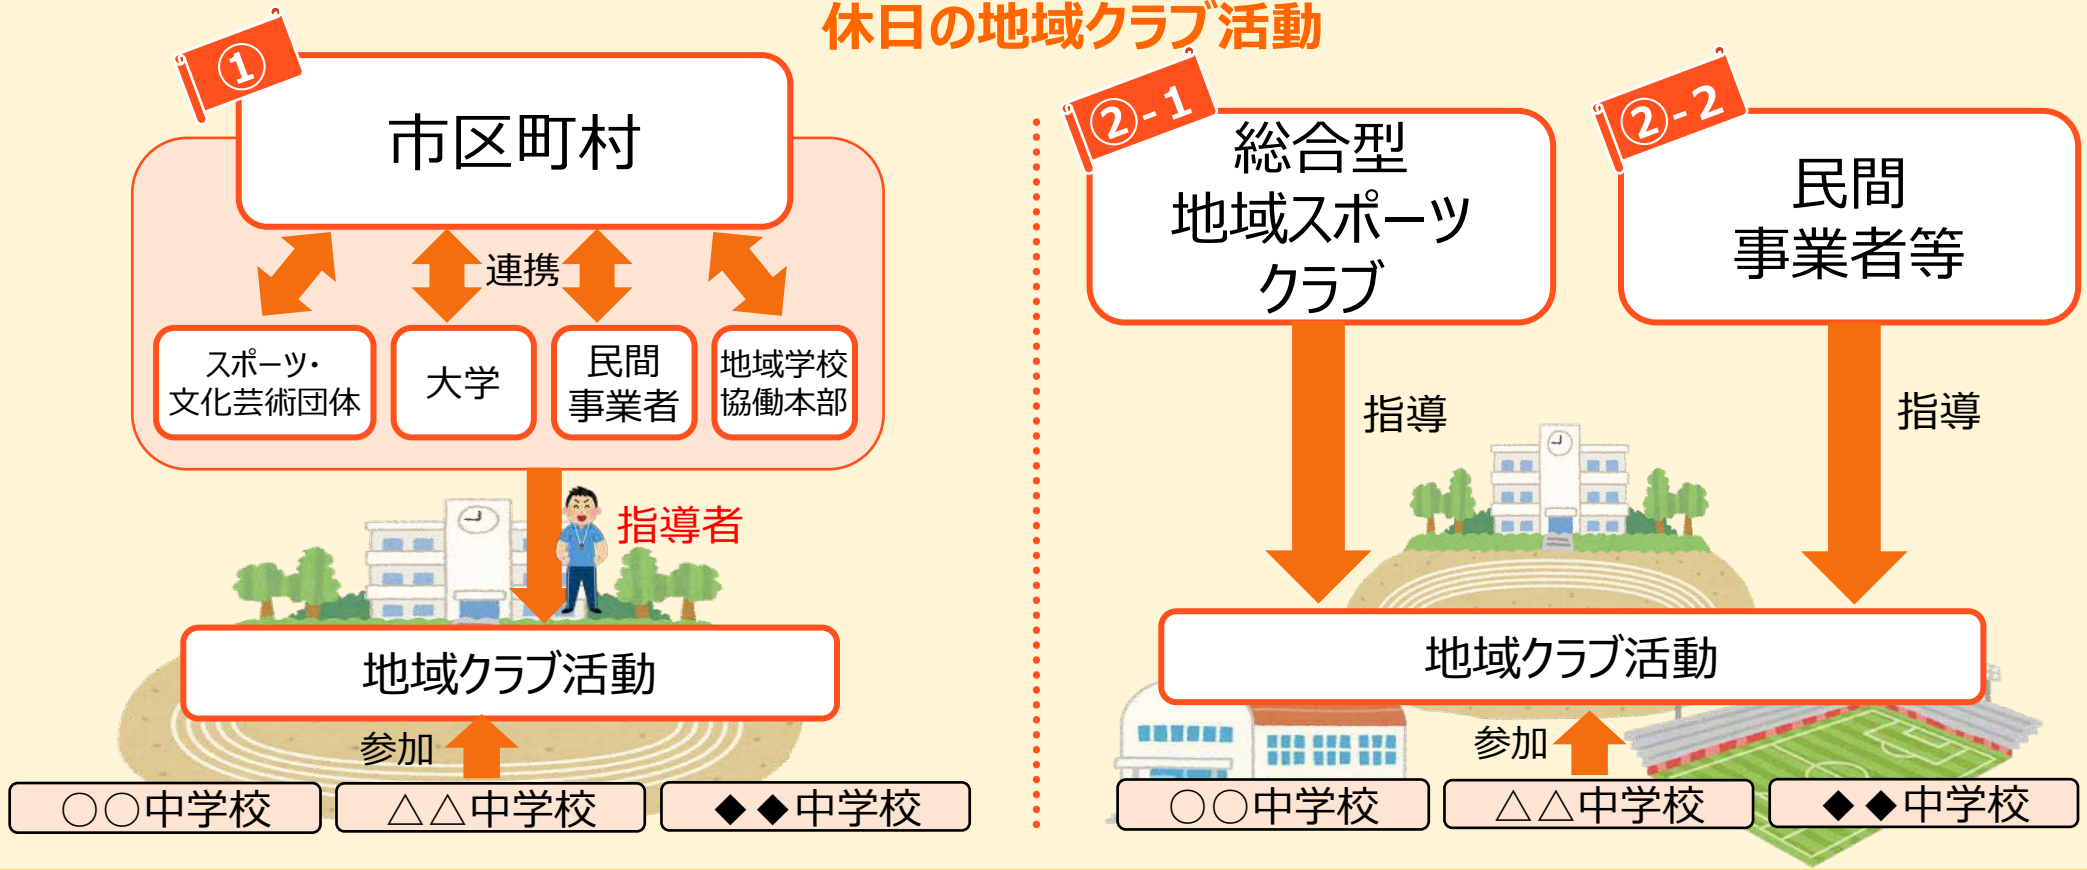 休日の地域クラブ活動
①
市区町村
連携
スポーツ・
文化芸術団体
大学
民間
事業者
地域学校
協働本部
指導者
地域クラブ活動
参加
○○中学校
△△中学校
◆◆中学校
②-1
総合型
地域スポーツ
クラブ
②-2
民間
事業者等
指導
指導
地域クラブ活動
参加
○○中学校
△△中学校
◆◆中学校